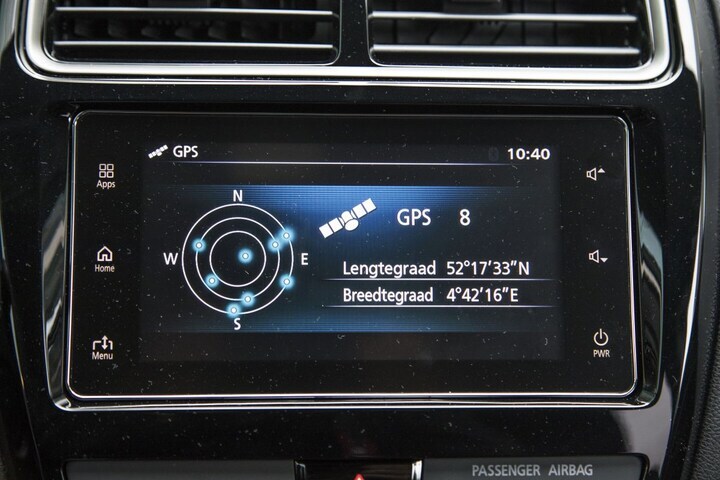 GPS 10:40
Apps
Home
Menu
N
W E
S
GPS 8
Lengtegraad 52°17'33"N
Breedtegraad 4°42'16"E
PWR
PASSENGER AIRBAG